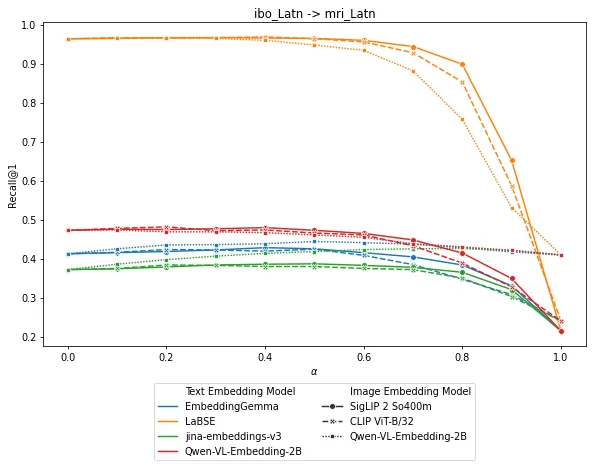 ibo_Latn -> mri_Latn
1.0
0.9
0.8
0.7
0.6
0.5
0.4
0.3
0.2
Recall@1
0.0 0.2 0.4 0.6 0.8 1.0
α
Text Embedding Model Image Embedding Model
EmbeddingGemma SigLIP 2 So400m
LaBSE CLIP ViT-B/32
jina-embeddings-v3 Qwen-VL-Embedding-2B
Qwen-VL-Embedding-2B